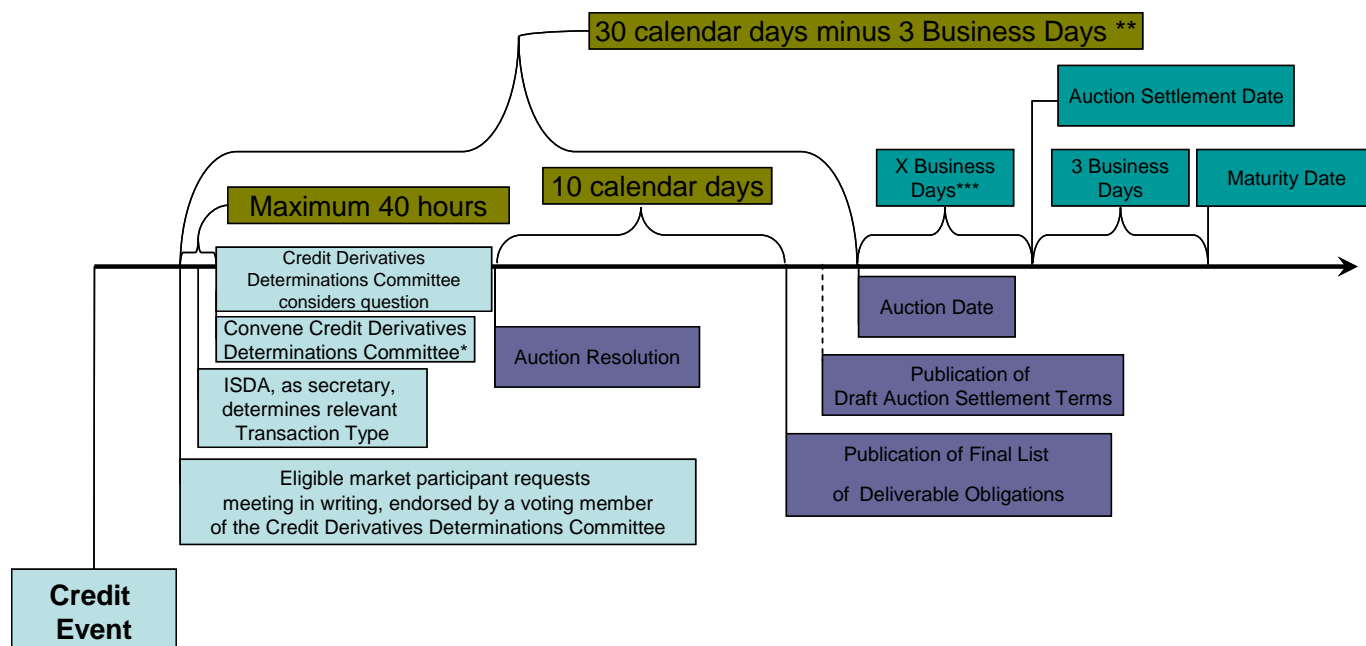 30 calendar days minus 3 Business Days **
Auction Settlement Date
X Business
Days***
3 Business
Days
Maturity Date
10 calendar days
Maximum 40 hours
Credit Derivatives
Determinations Committee
considers question
Convene Credit Derivatives
Determinations Committee*
ISDA, as secretary,
determines relevant
Transaction Type
Eligible market participant requests
meeting in writing, endorsed by a voting member
of the Credit Derivatives Determinations Committee
Credit
Event
Auction Resolution
Auction Date
Publication of
Draft Auction Settlement Terms
Publication of Final List
of Deliverable Obligations